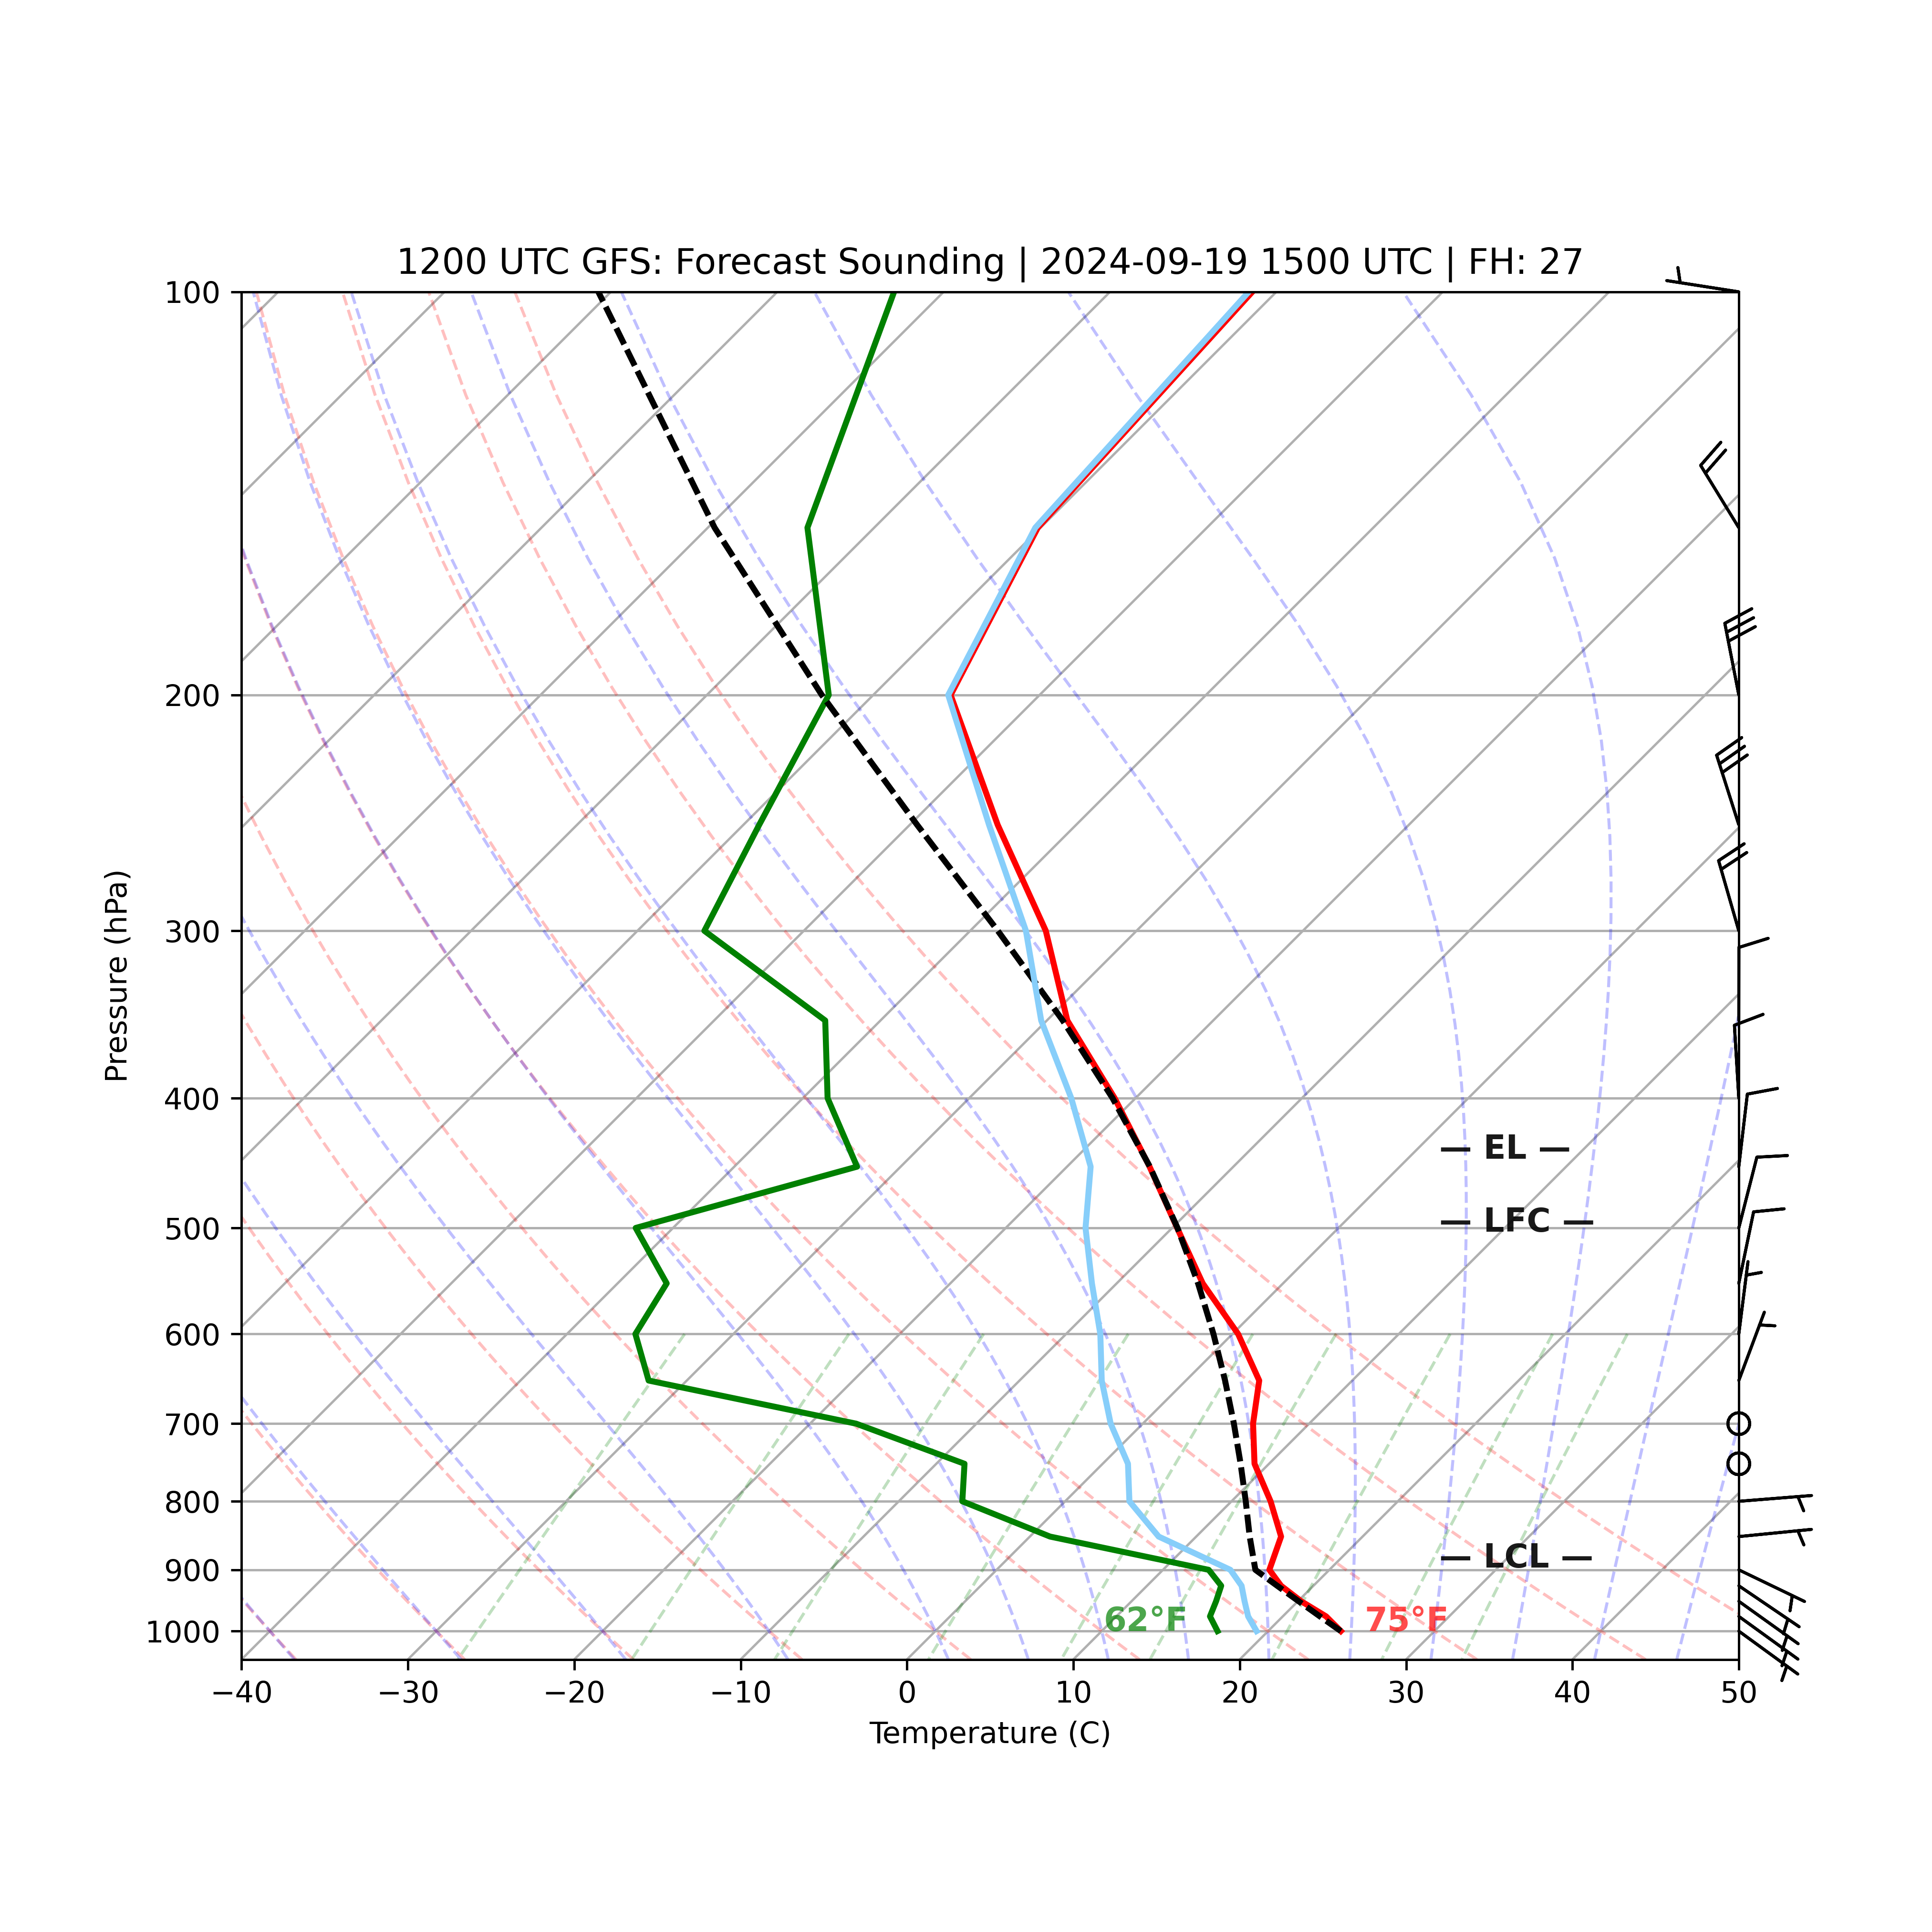 1200 UTC GFS: Forecast Sounding | 2024-09-19 1500 UTC | FH: 27
100
200
300
400
500
600
700
800
900
1000
Pressure (hPa)
— EL —
— LFC —
— LCL —
62°F
75°F
−40
−30
−20
−10
0
10
20
30
40
50
Temperature (C)